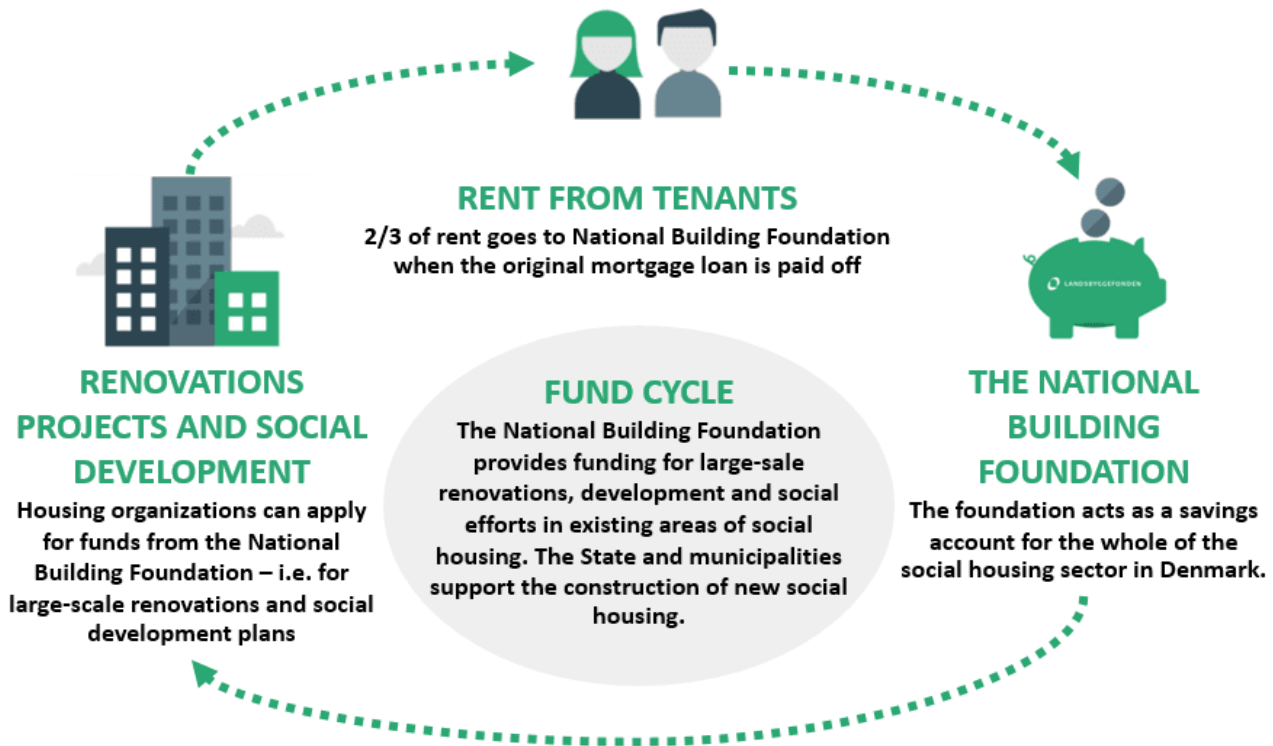 RENT FROM TENANTS
2/3 of rent goes to National Building Foundation
when the original mortgage loan is paid off
LANDSBYGGEFONDEN
RENOVATIONS
PROJECTS AND SOCIAL
DEVELOPMENT
Housing organizations can apply
for funds from the National
Building Foundation – i.e. for
large-scale renovations and social
development plans
FUND CYCLE
The National Building Foundation
provides funding for large-sale
renovations, development and social
efforts in existing areas of social
housing. The State and municipalities
support the construction of new social
housing.
THE NATIONAL
BUILDING
FOUNDATION
The foundation acts as a savings
account for the whole of the
social housing sector in Denmark.